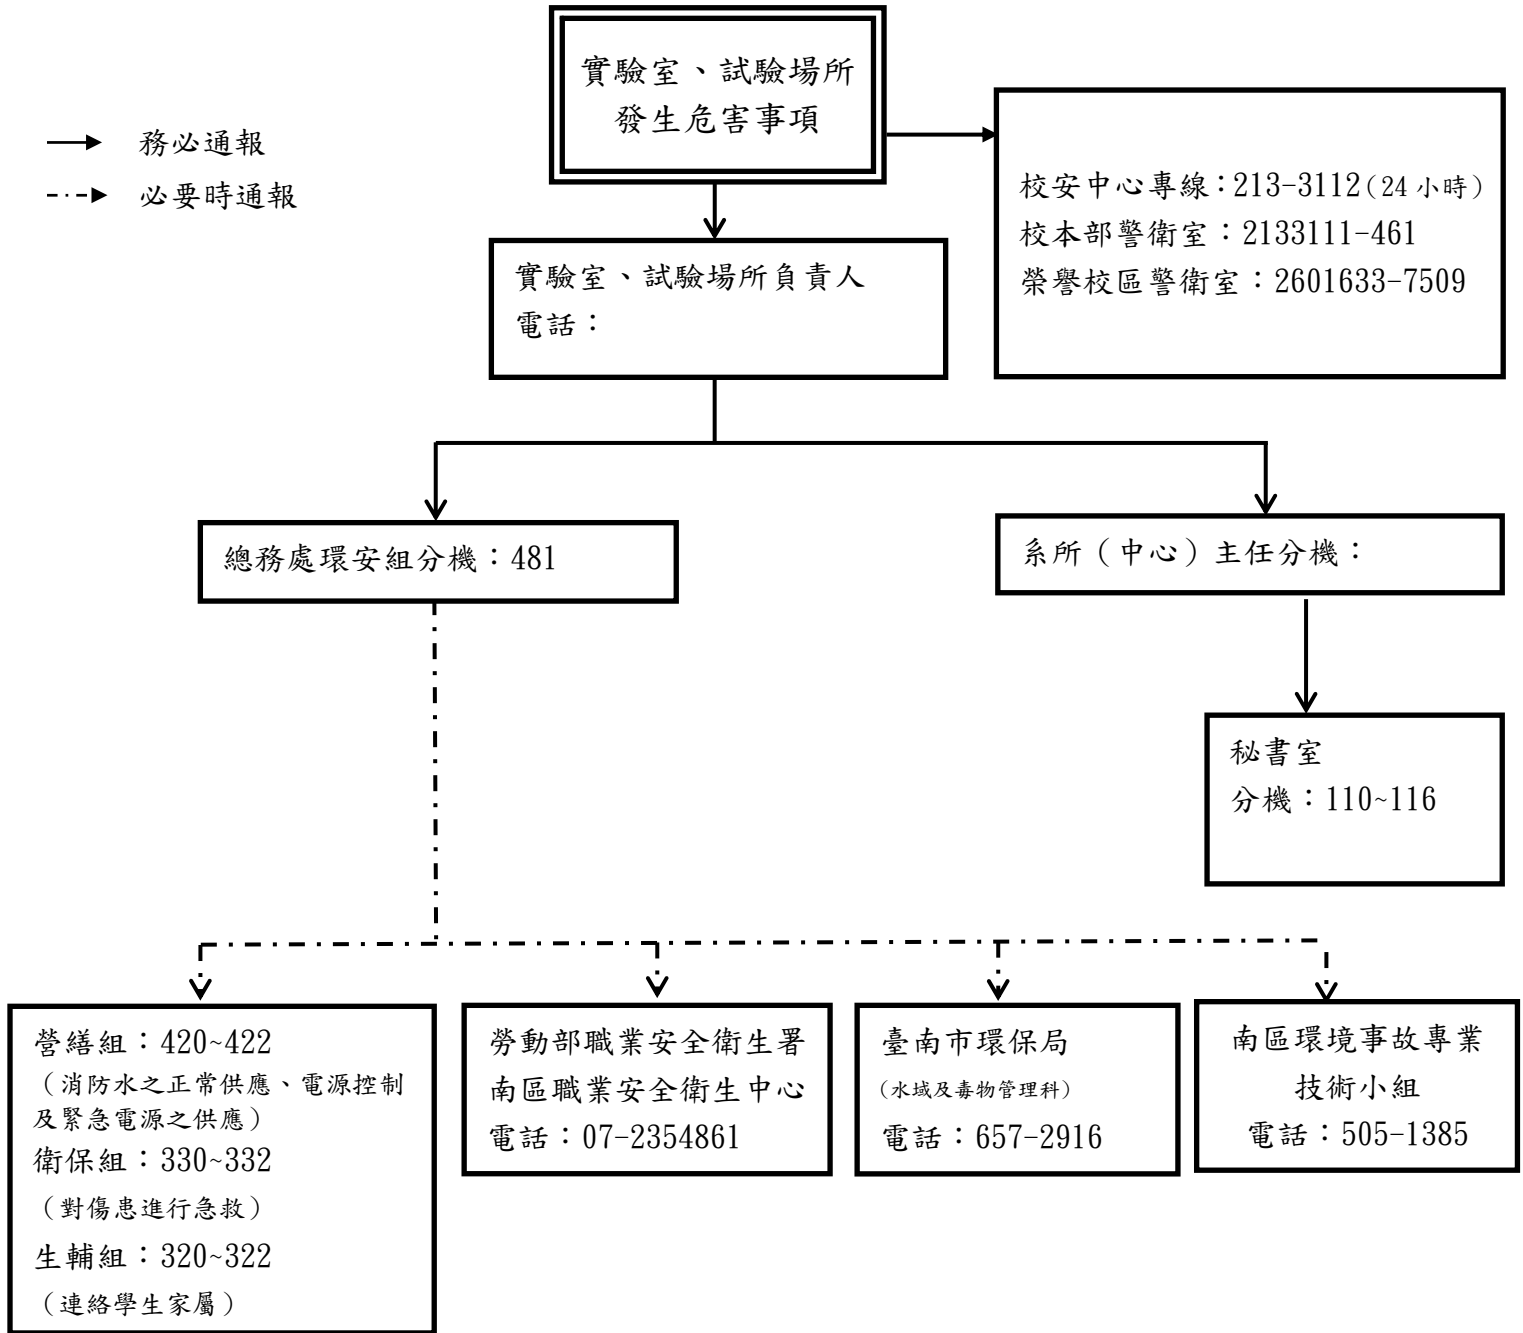 實驗室、試驗場所
發生危害事項
務必通報
必要時通報
校安中心專線：213-3112（24 小時）
校本部警衛室：2133111-461
榮譽校區警衛室：2601633-7509
實驗室、試驗場所負責人
電話：
總務處環安組分機：481
系所（中心）主任分機：
秘書室
分機：110~116
營繕組：420~422
（消防水之正常供應、電源控制
及緊急電源之供應）
衛保組：330~332
（對傷患進行急救）
生輔組：320~322
（連絡學生家屬）
勞動部職業安全衛生署
南區職業安全衛生中心
電話：07-2354861
臺南市環保局
（水域及毒物管理科）
電話：657-2916
南區環境事故專業
技術小組
電話：505-1385